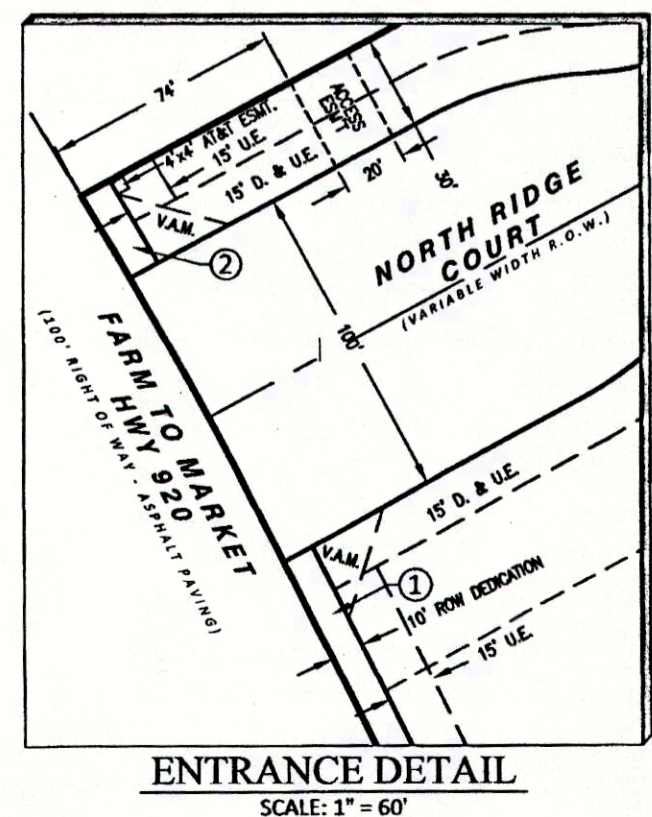 74'
4'x4' AT&T ESMT.
15' U.E.
15' D. & U.E.
ACCESS
ESMT
20'
30'
V.A.M.
2
NORTH RIDGE
COURT
(VARIABLE WIDTH R.O.W.)
100'
FARM TO MARKET
HWY 920
(100' RIGHT OF WAY - ASPHALT PAVING)
15' D. & U.E.
V.A.M.
1
10' ROW DEDICATION
15' U.E.
ENTRANCE DETAIL
SCALE: 1" = 60'